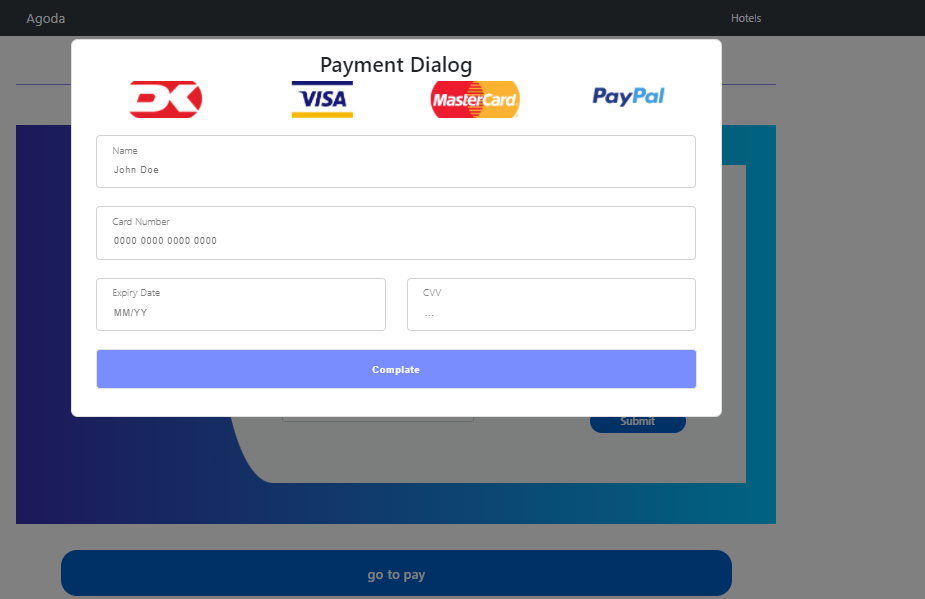 Agoda
Hotels
Payment Dialog
DK
VISA
MasterCard
PayPal
Name
John Doe
Card Number
0000 0000 0000 0000
Expiry Date
CVV
MM/YY
...
Complate
Submit
go to pay